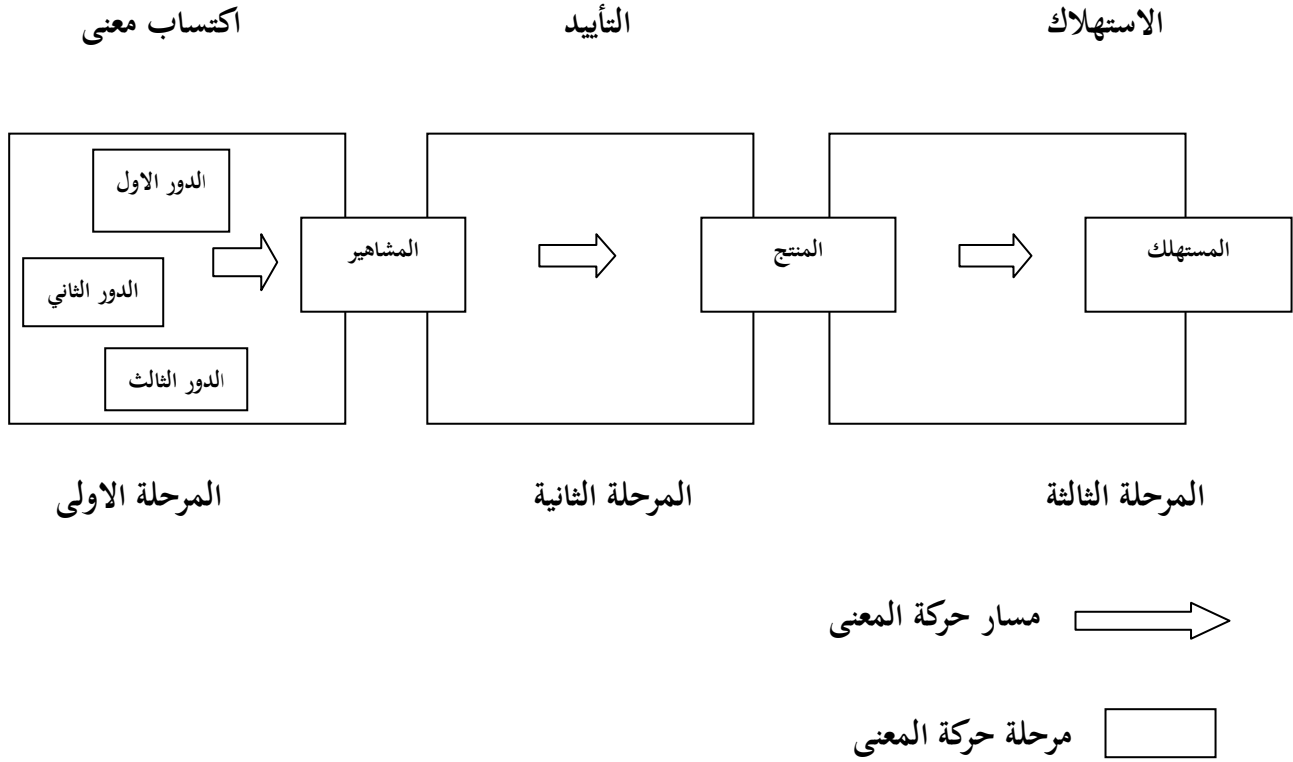 اكتساب معنى
التأييد
الاستهلاك
الدور الاول
الدور الثاني
الدور الثالث
المشاهير
المنتج
المستهلك
المرحلة الاولى
المرحلة الثانية
المرحلة الثالثة
مسار حركة المعنى
مرحلة حركة المعنى